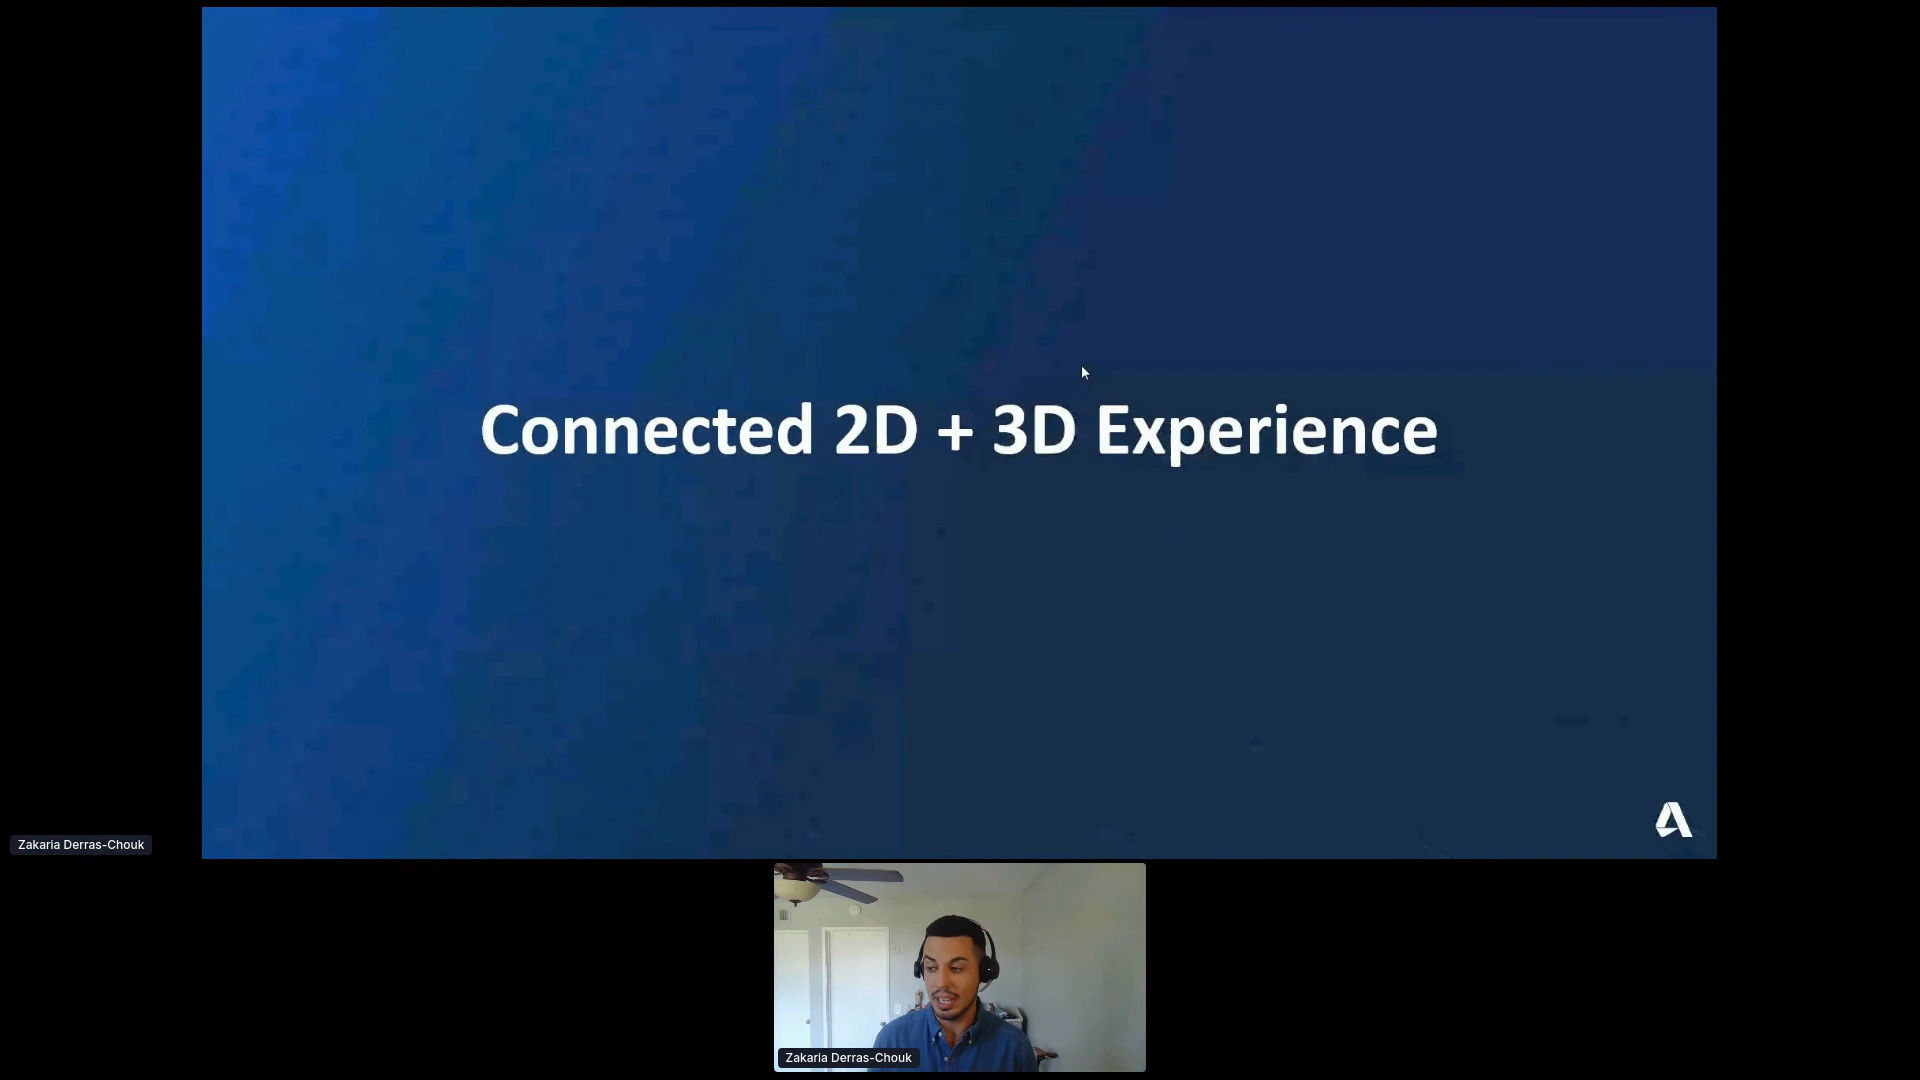 Connected 2D + 3D Experience
Zakaria Derras-Chouk
Zakaria Derras-Chouk